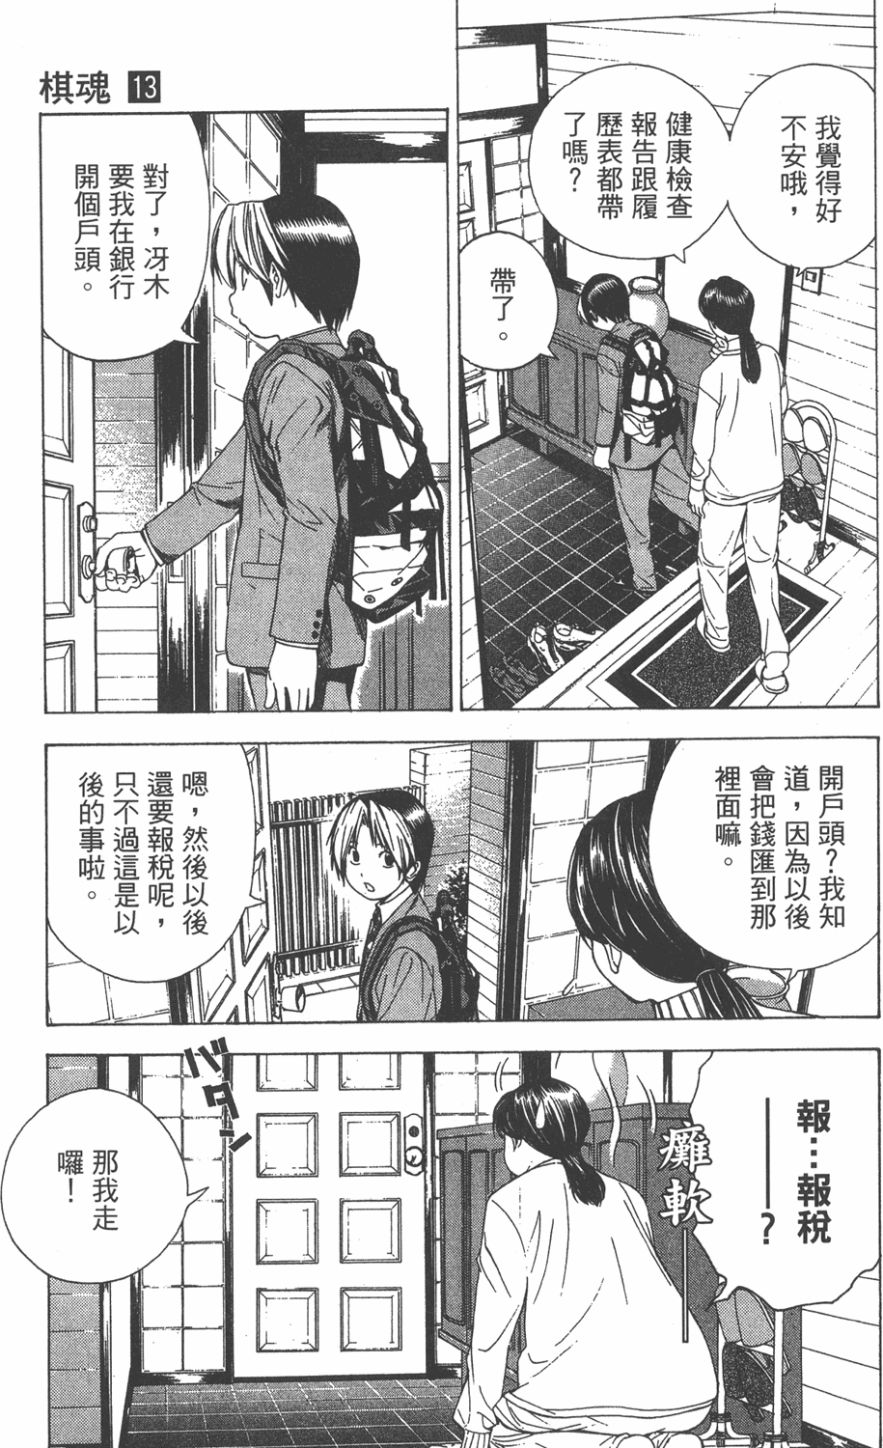 棋魂 13
我覺得好
不安哦，
健康檢查
報告跟履
歷表都帶
了嗎？
帶了。
對了，冴木
要我在銀行
開個戶頭。
開戶頭？我知
道，因為以後
會把錢匯到那
裡面嘛。
嗯，然後以後
還要報稅呢，
只不過這是以
後的事啦。
報…報稅
——？
癱軟——
バタン
那我走
囉！